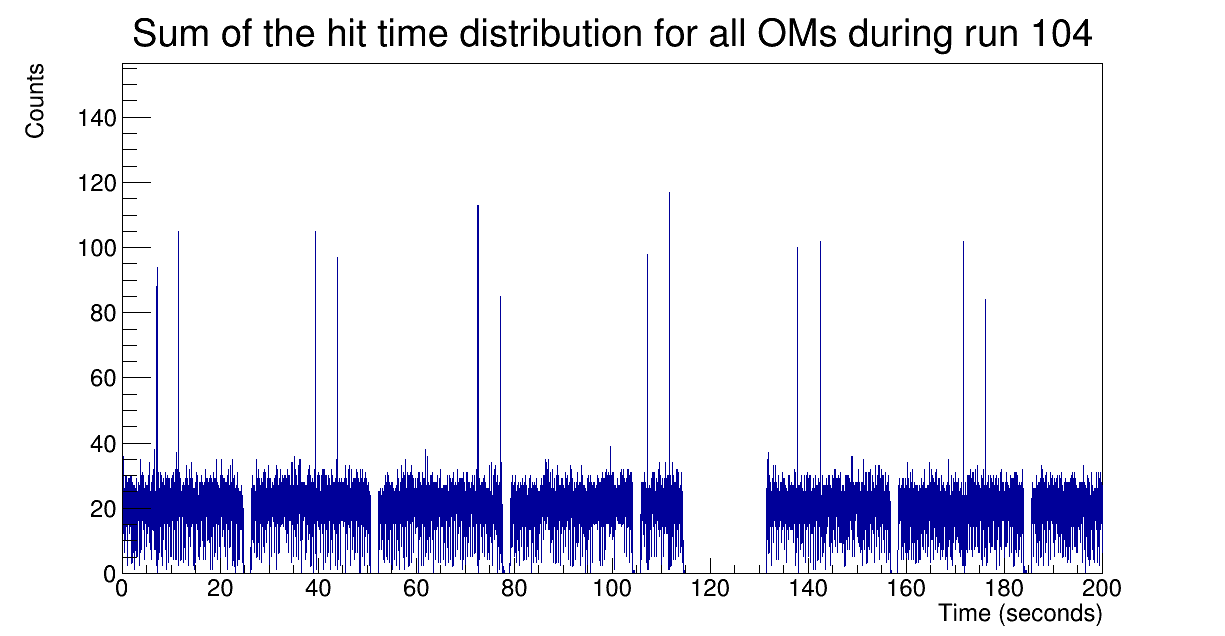 Sum of the hit time distribution for all OMs during run 104
Counts
140
120
100
80
60
40
20
0
0 20 40 60 80 100 120 140 160 180 200
Time (seconds)